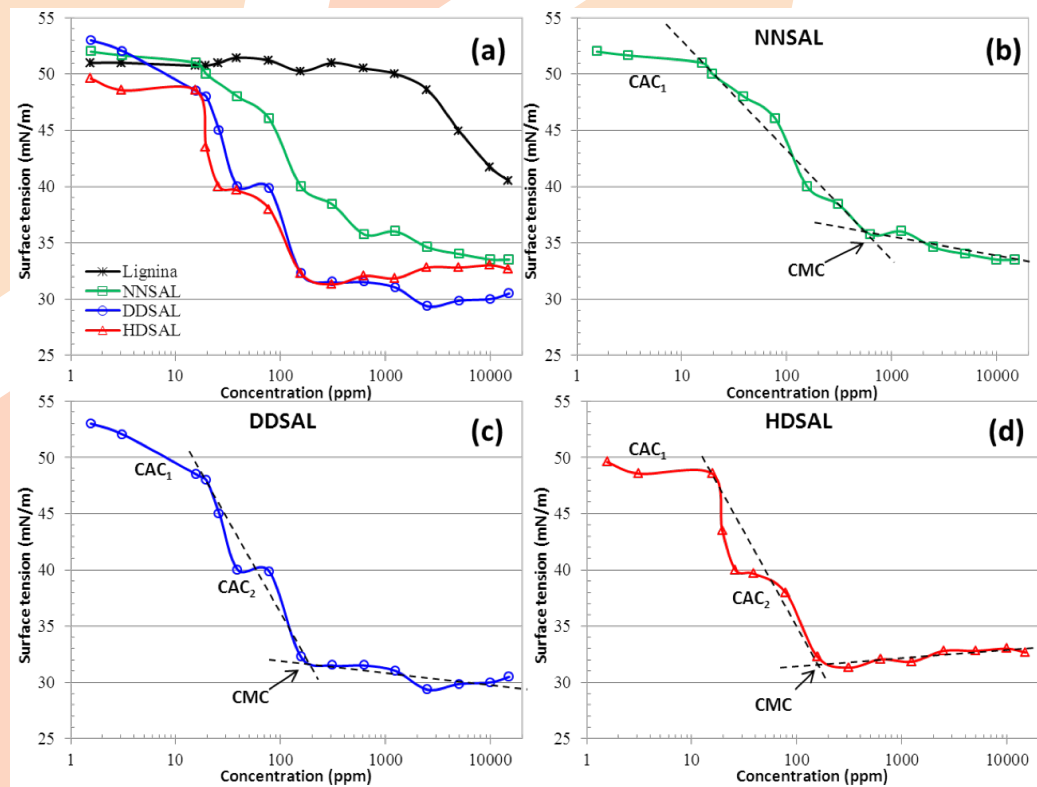 (a)
55
50
45
40
35
30
25
Surface tension (mN/m)
Lignina
NNSAL
DDSAL
HDSAL
1
10
100
1000
10000
Concentration (ppm)
NNSAL
(b)
55
50
45
40
35
30
25
Surface tension (mN/m)
CAC₁
CMC
1
10
100
1000
10000
Concentration (ppm)
DDSAL
(c)
55
50
45
40
35
30
25
Surface tension (mN/m)
CAC₁
CAC₂
CMC
1
10
100
1000
10000
Concentration (ppm)
HDSAL
(d)
55
50
45
40
35
30
25
Surface tension (mN/m)
CAC₁
CAC₂
CMC
1
10
100
1000
10000
Concentration (ppm)